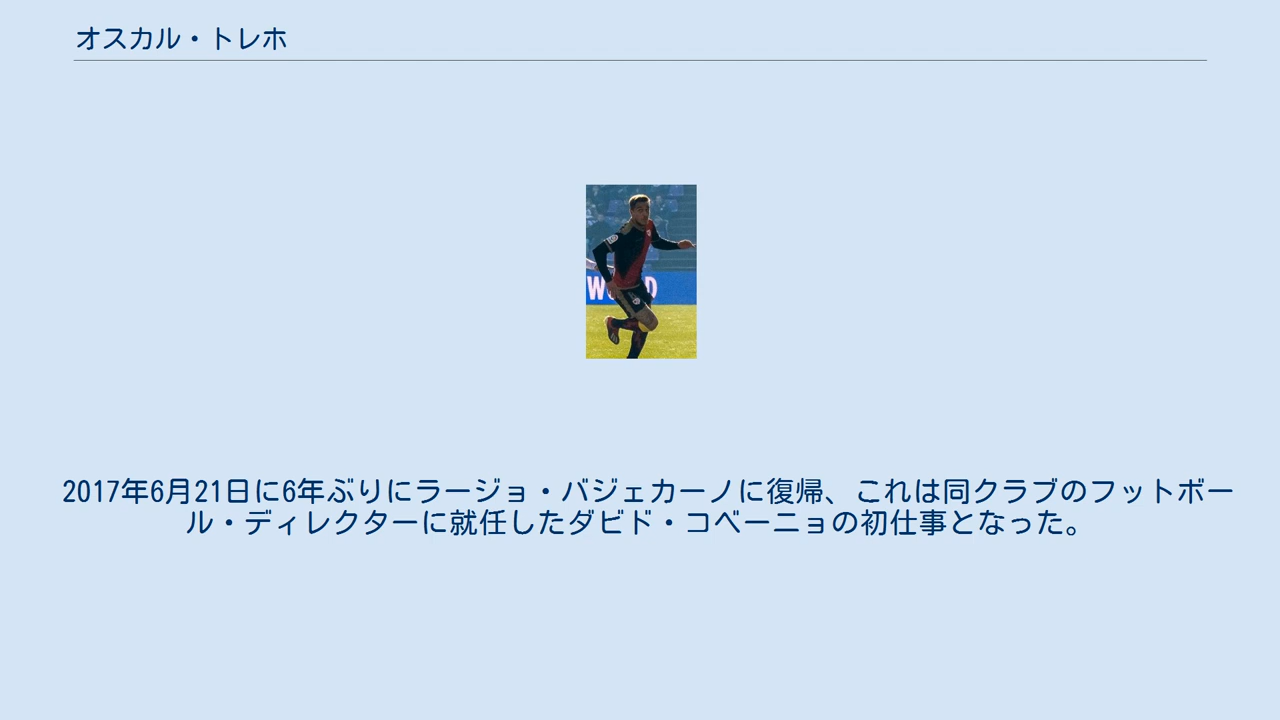 オスカル・トレホ
W D
2017年6月21日に6年ぶりにラージョ・バジェカーノに復帰、これは同クラブのフットボー
ル・ディレクターに就任したダビド・コベーニョの初仕事となった。